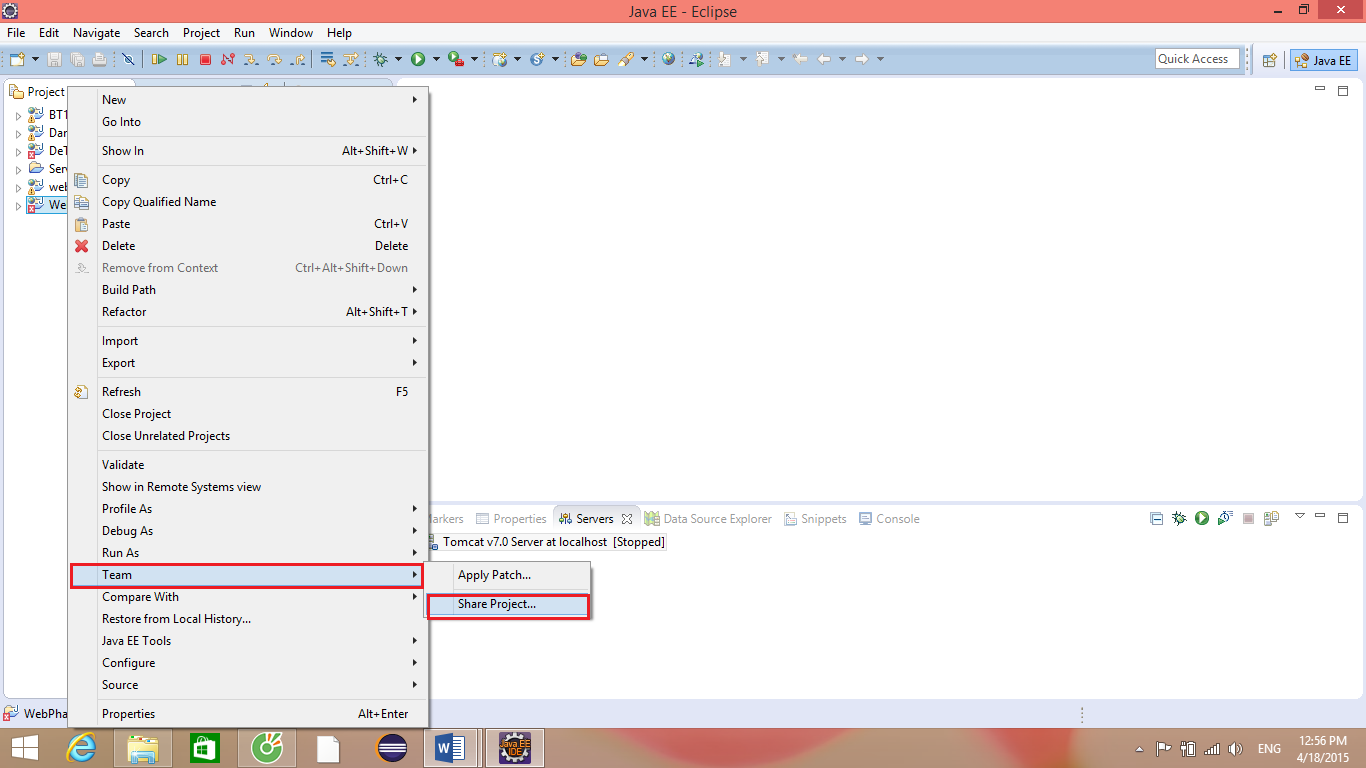 Java EE - Eclipse
File Edit Navigate Search Project Run Window Help
Quick Access
Java EE
Project
BT1
Dar
DeT
Serv
web
We
New
Go Into
Show In Alt+Shift+W
Copy Ctrl+C
Copy Qualified Name
Paste Ctrl+V
Delete Delete
Remove from Context Ctrl+Alt+Shift+Down
Build Path
Refactor Alt+Shift+T
Import
Export
Refresh F5
Close Project
Close Unrelated Projects
Validate
Show in Remote Systems view
Profile As
Debug As
Run As
Team
Compare With
Restore from Local History...
Java EE Tools
Configure
Source
Properties Alt+Enter
Apply Patch...
Share Project...
arkers Properties Servers Data Source Explorer Snippets Console
Tomcat v7.0 Server at localhost [Stopped]
WebPha
Java EE
IDE
ENG
12:56 PM
4/18/2015